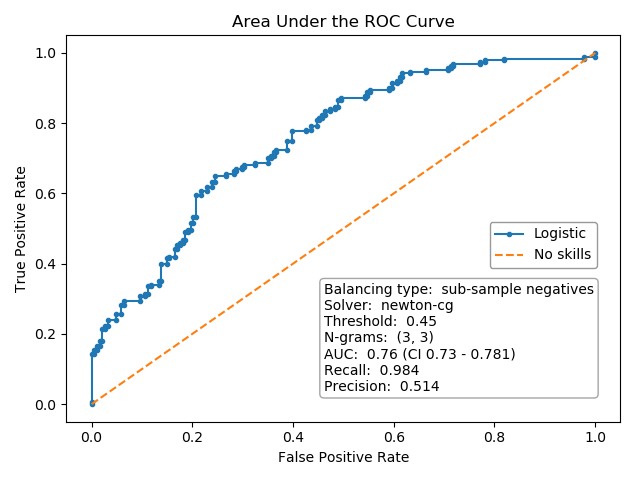 Area Under the ROC Curve
True Positive Rate
1.0
0.8
0.6
0.4
0.2
0.0
Logistic
No skills
Balancing type:  sub-sample negatives
Solver:  newton-cg
Threshold:  0.45
N-grams:  (3, 3)
AUC:  0.76 (CI 0.73 - 0.781)
Recall:  0.984
Precision:  0.514
0.0 0.2 0.4 0.6 0.8 1.0
False Positive Rate